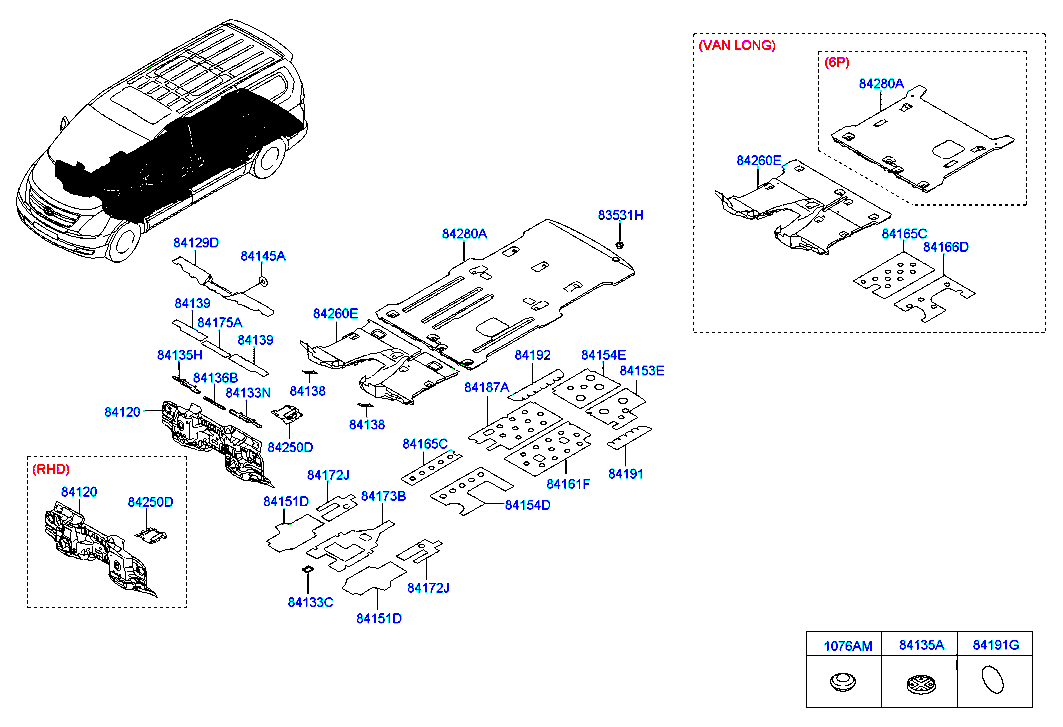 (VAN LONG)
(6P)
84280A
84260E
84165C
84166D
83531H
84280A
84129D
84145A
84139
84175A
84139
84260E
84135H
84136B
84133N
84138
84138
84120
84250D
84192
84154E
84153E
84187A
84165C
84191
84161F
84154D
(RHD)
84120
84250D
84172J
84151D
84173B
84172J
84133C
84151D
1076AM
84135A
84191G